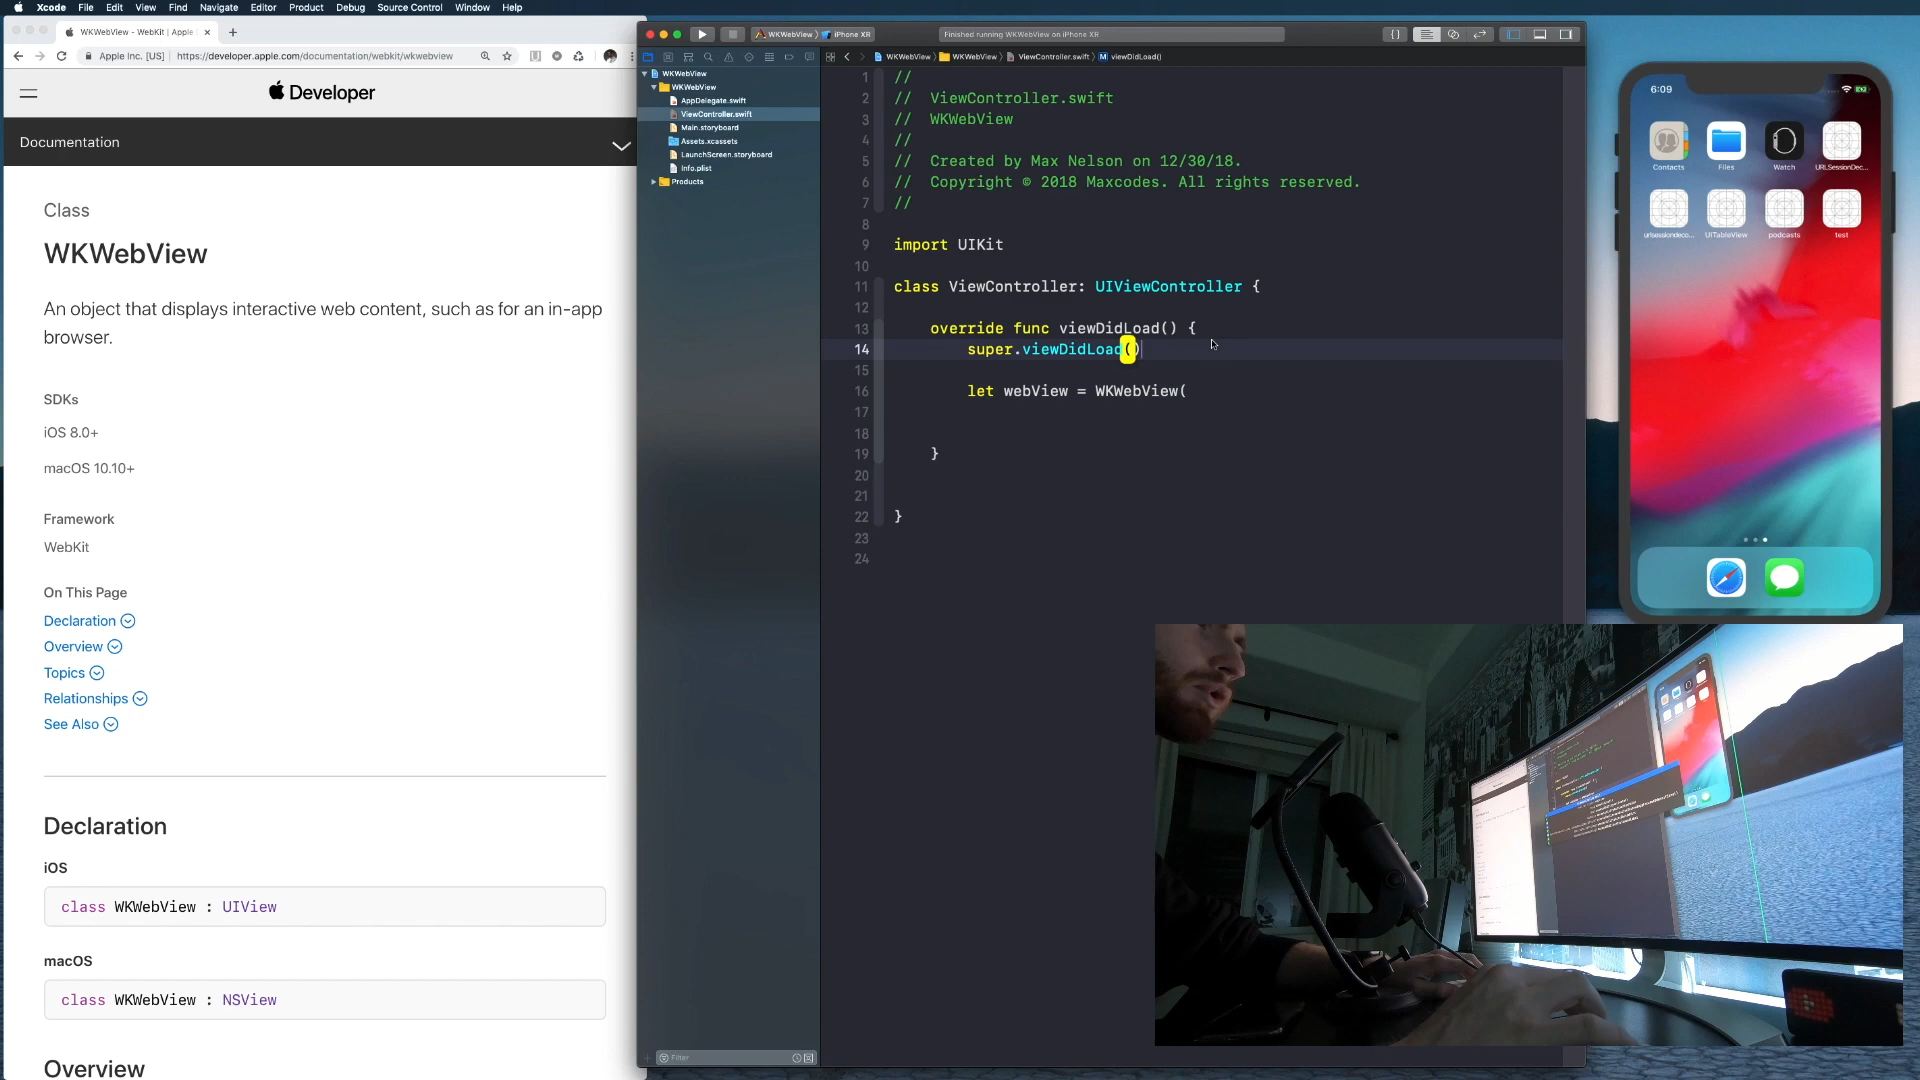 Xcode File Edit View Find Navigate Editor Product Debug Source Control Window Help
WKWebView - WebKit | Apple
Apple Inc. [US] https://developer.apple.com/documentation/webkit/wkwebview
Developer
Documentation
Class
WKWebView
An object that displays interactive web content, such as for an in-app
browser.
SDKs
iOS 8.0+
macOS 10.10+
Framework
WebKit
On This Page
Declaration
Overview
Topics
Relationships
See Also
Declaration
iOS
class WKWebView : UIView
macOS
class WKWebView : NSView
Overview
WKWebView iPhone XR
Finished running WKWebView on iPhone XR
WKWebView
WKWebView
AppDelegate.swift
ViewController.swift
Main.storyboard
Assets.xcassets
LaunchScreen.storyboard
Info.plist
Products
Filter
WKWebView WKWebView ViewController.swift M viewDidLoad()
1 //
2 // ViewController.swift
3 // WKWebView
4 //
5 // Created by Max Nelson on 12/30/18.
6 // Copyright © 2018 Maxcodes. All rights reserved.
7 //
8
9 import UIKit
10
11 class ViewController: UIViewController {
12
13 override func viewDidLoad() {
14 super.viewDidLoad()
15
16 let webView = WKWebView(
17
18
19 }
20
21
22 }
23
24
6:09
Contacts Files Watch URLSessionDec...
urlsessiondeco... UITableView podcasts test